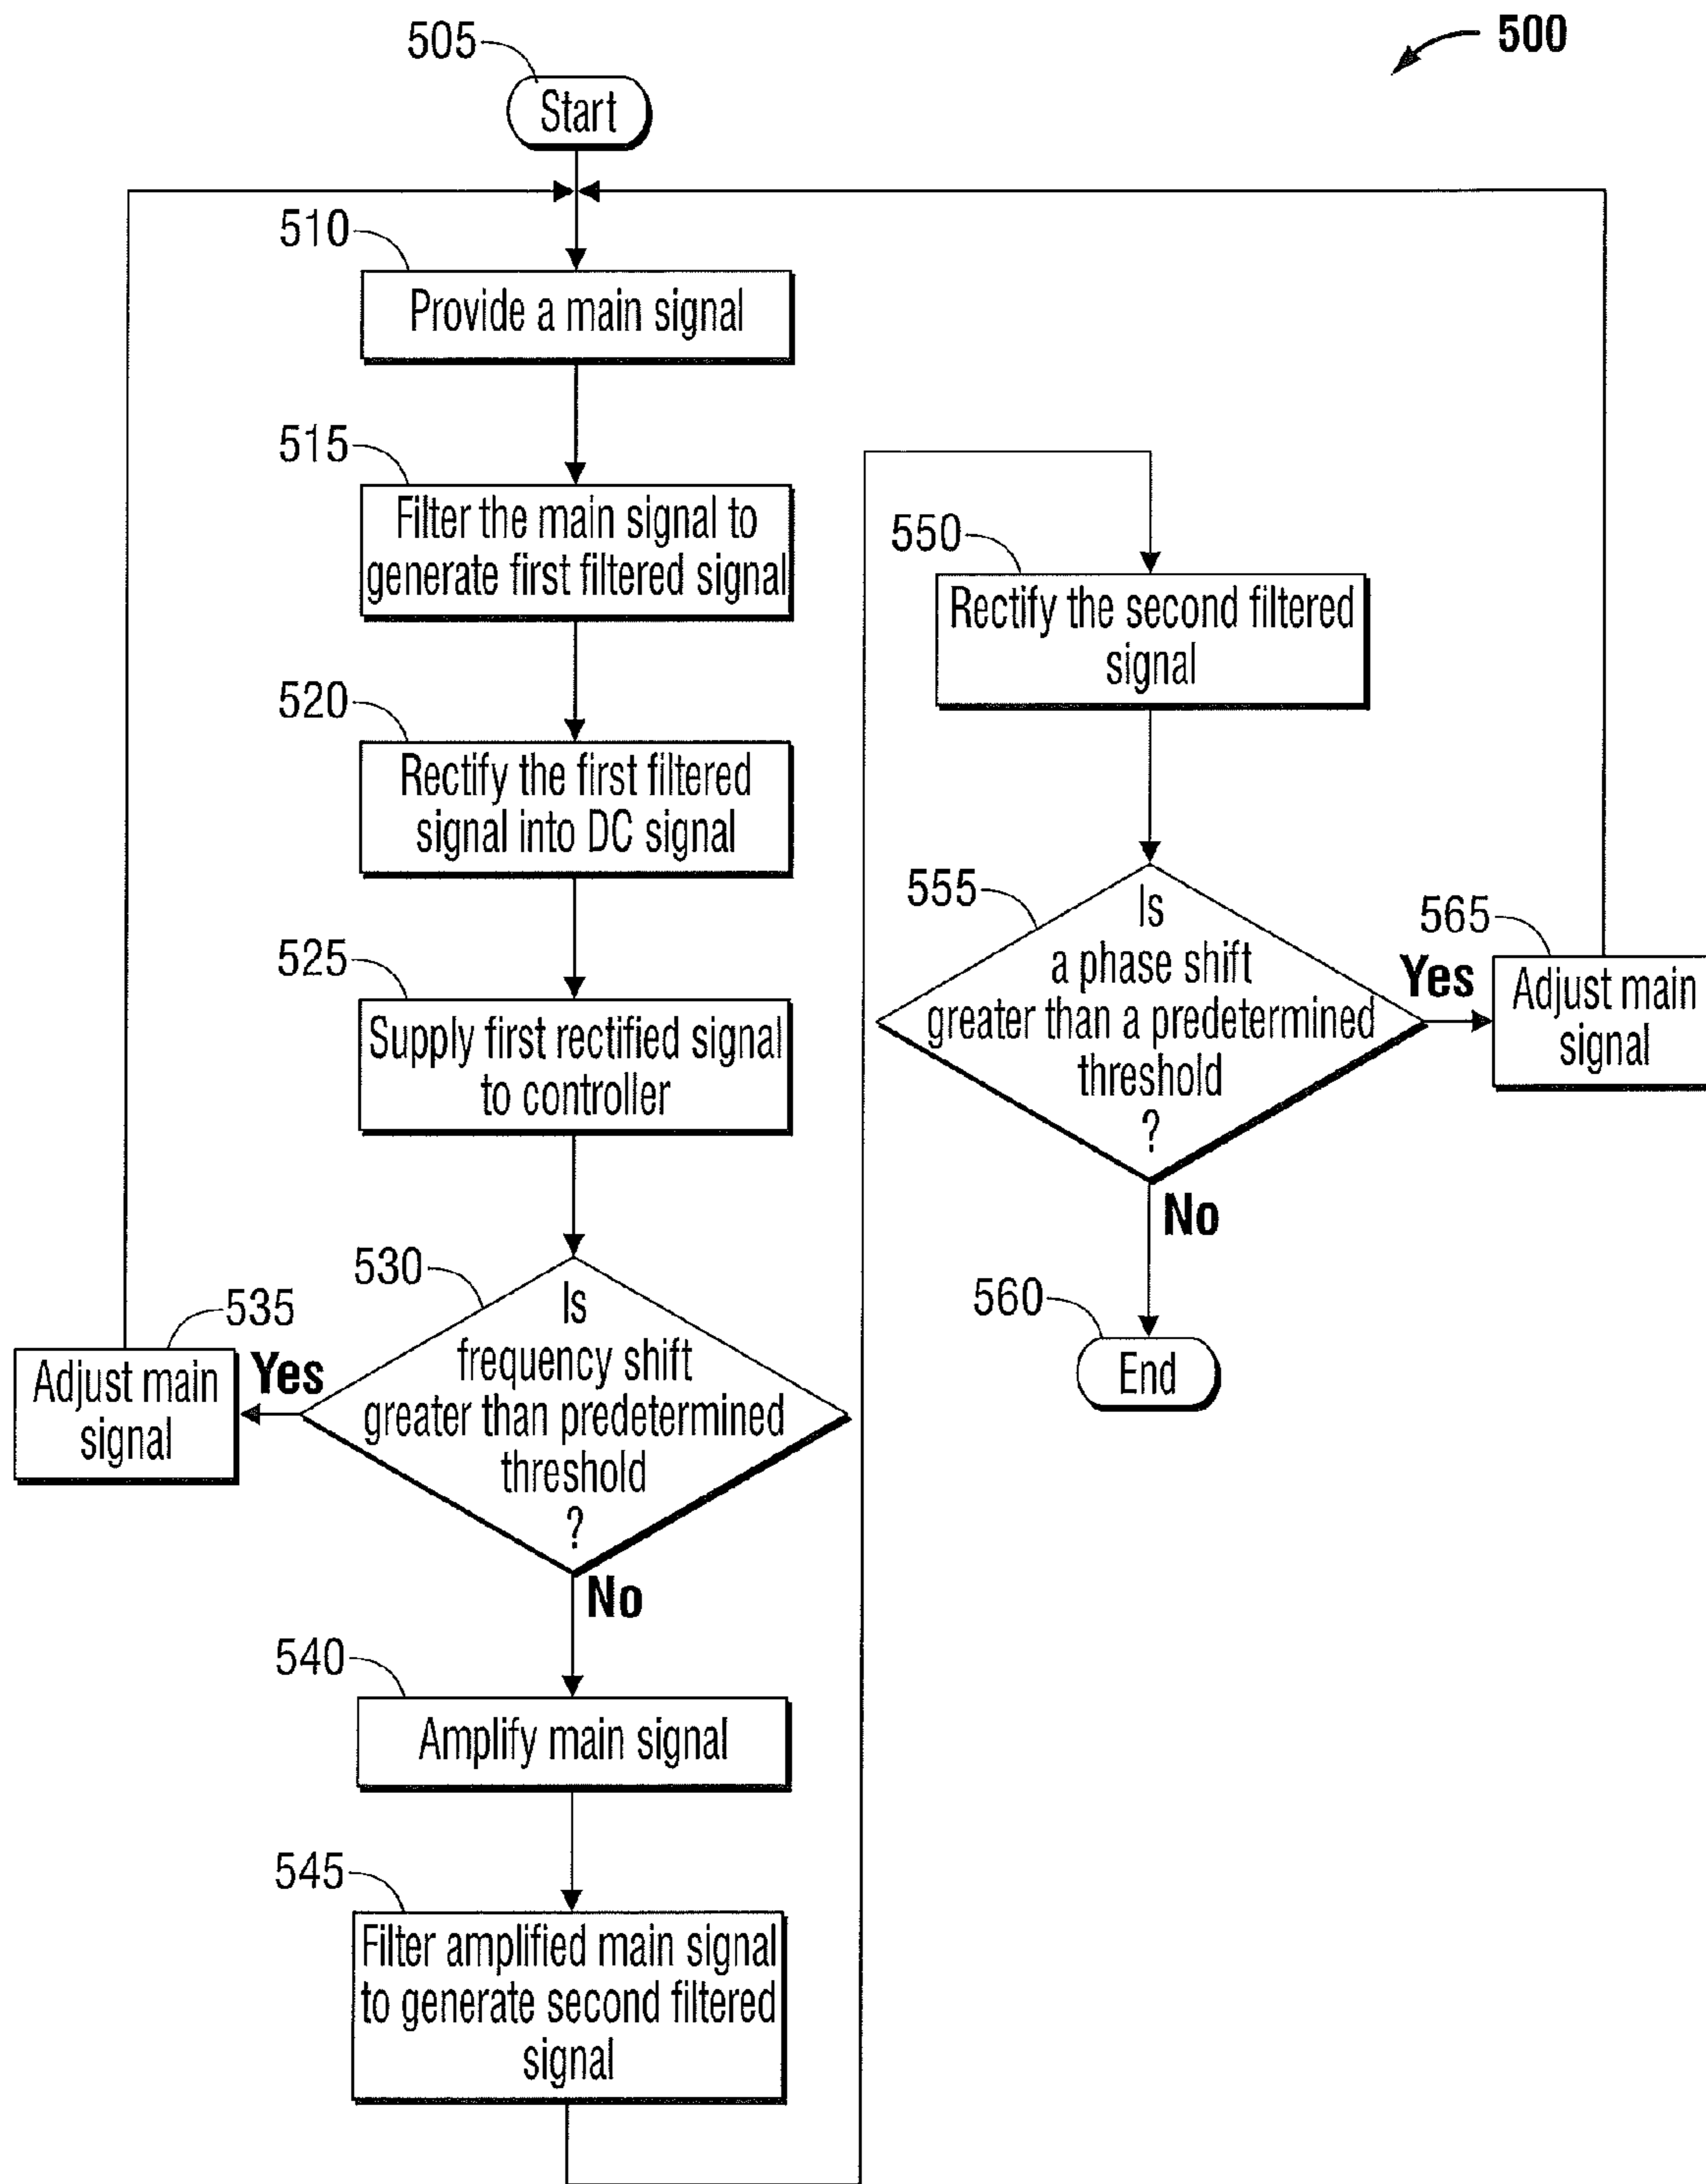 500
505
Start
510
Provide a main signal
515
Filter the main signal to
generate first filtered signal
520
Rectify the first filtered
signal into DC signal
525
Supply first rectified signal
to controller
530
Is
frequency shift
greater than predetermined
threshold
?
Yes
535
Adjust main
signal
No
540
Amplify main signal
545
Filter amplified main signal
to generate second filtered
signal
550
Rectify the second filtered
signal
555
Is
a phase shift
greater than a predetermined
threshold
?
Yes
565
Adjust main
signal
No
560
End